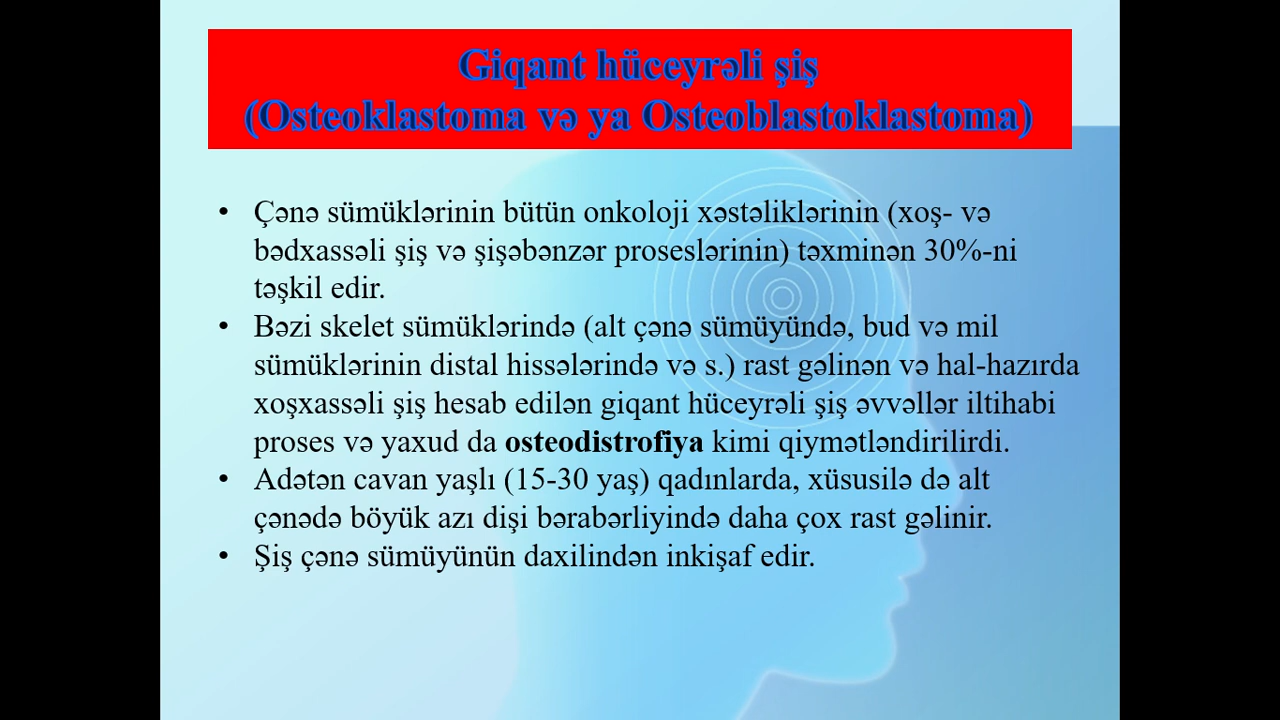 Giqant hüceyrəli şiş
(Osteoklastoma və ya Osteoblastoklastoma)
• Çənə sümüklərinin bütün onkoloji xəstəliklərinin (xoş- və
bədxassəli şiş və şişəbənzər proseslərinin) təxminən 30%-ni
təşkil edir.
• Bəzi skelet sümüklərində (alt çənə sümüyündə, bud və mil
sümüklərinin distal hissələrində və s.) rast gəlinən və hal-hazırda
xoşxassəli şiş hesab edilən giqant hüceyrəli şiş əvvəllər iltihabi
proses və yaxud da osteodistrofiya kimi qiymətləndirilirdi.
• Adətən cavan yaşlı (15-30 yaş) qadınlarda, xüsusilə də alt
çənədə böyük azı dişi bərabərliyində daha çox rast gəlinir.
• Şiş çənə sümüyünün daxilindən inkişaf edir.